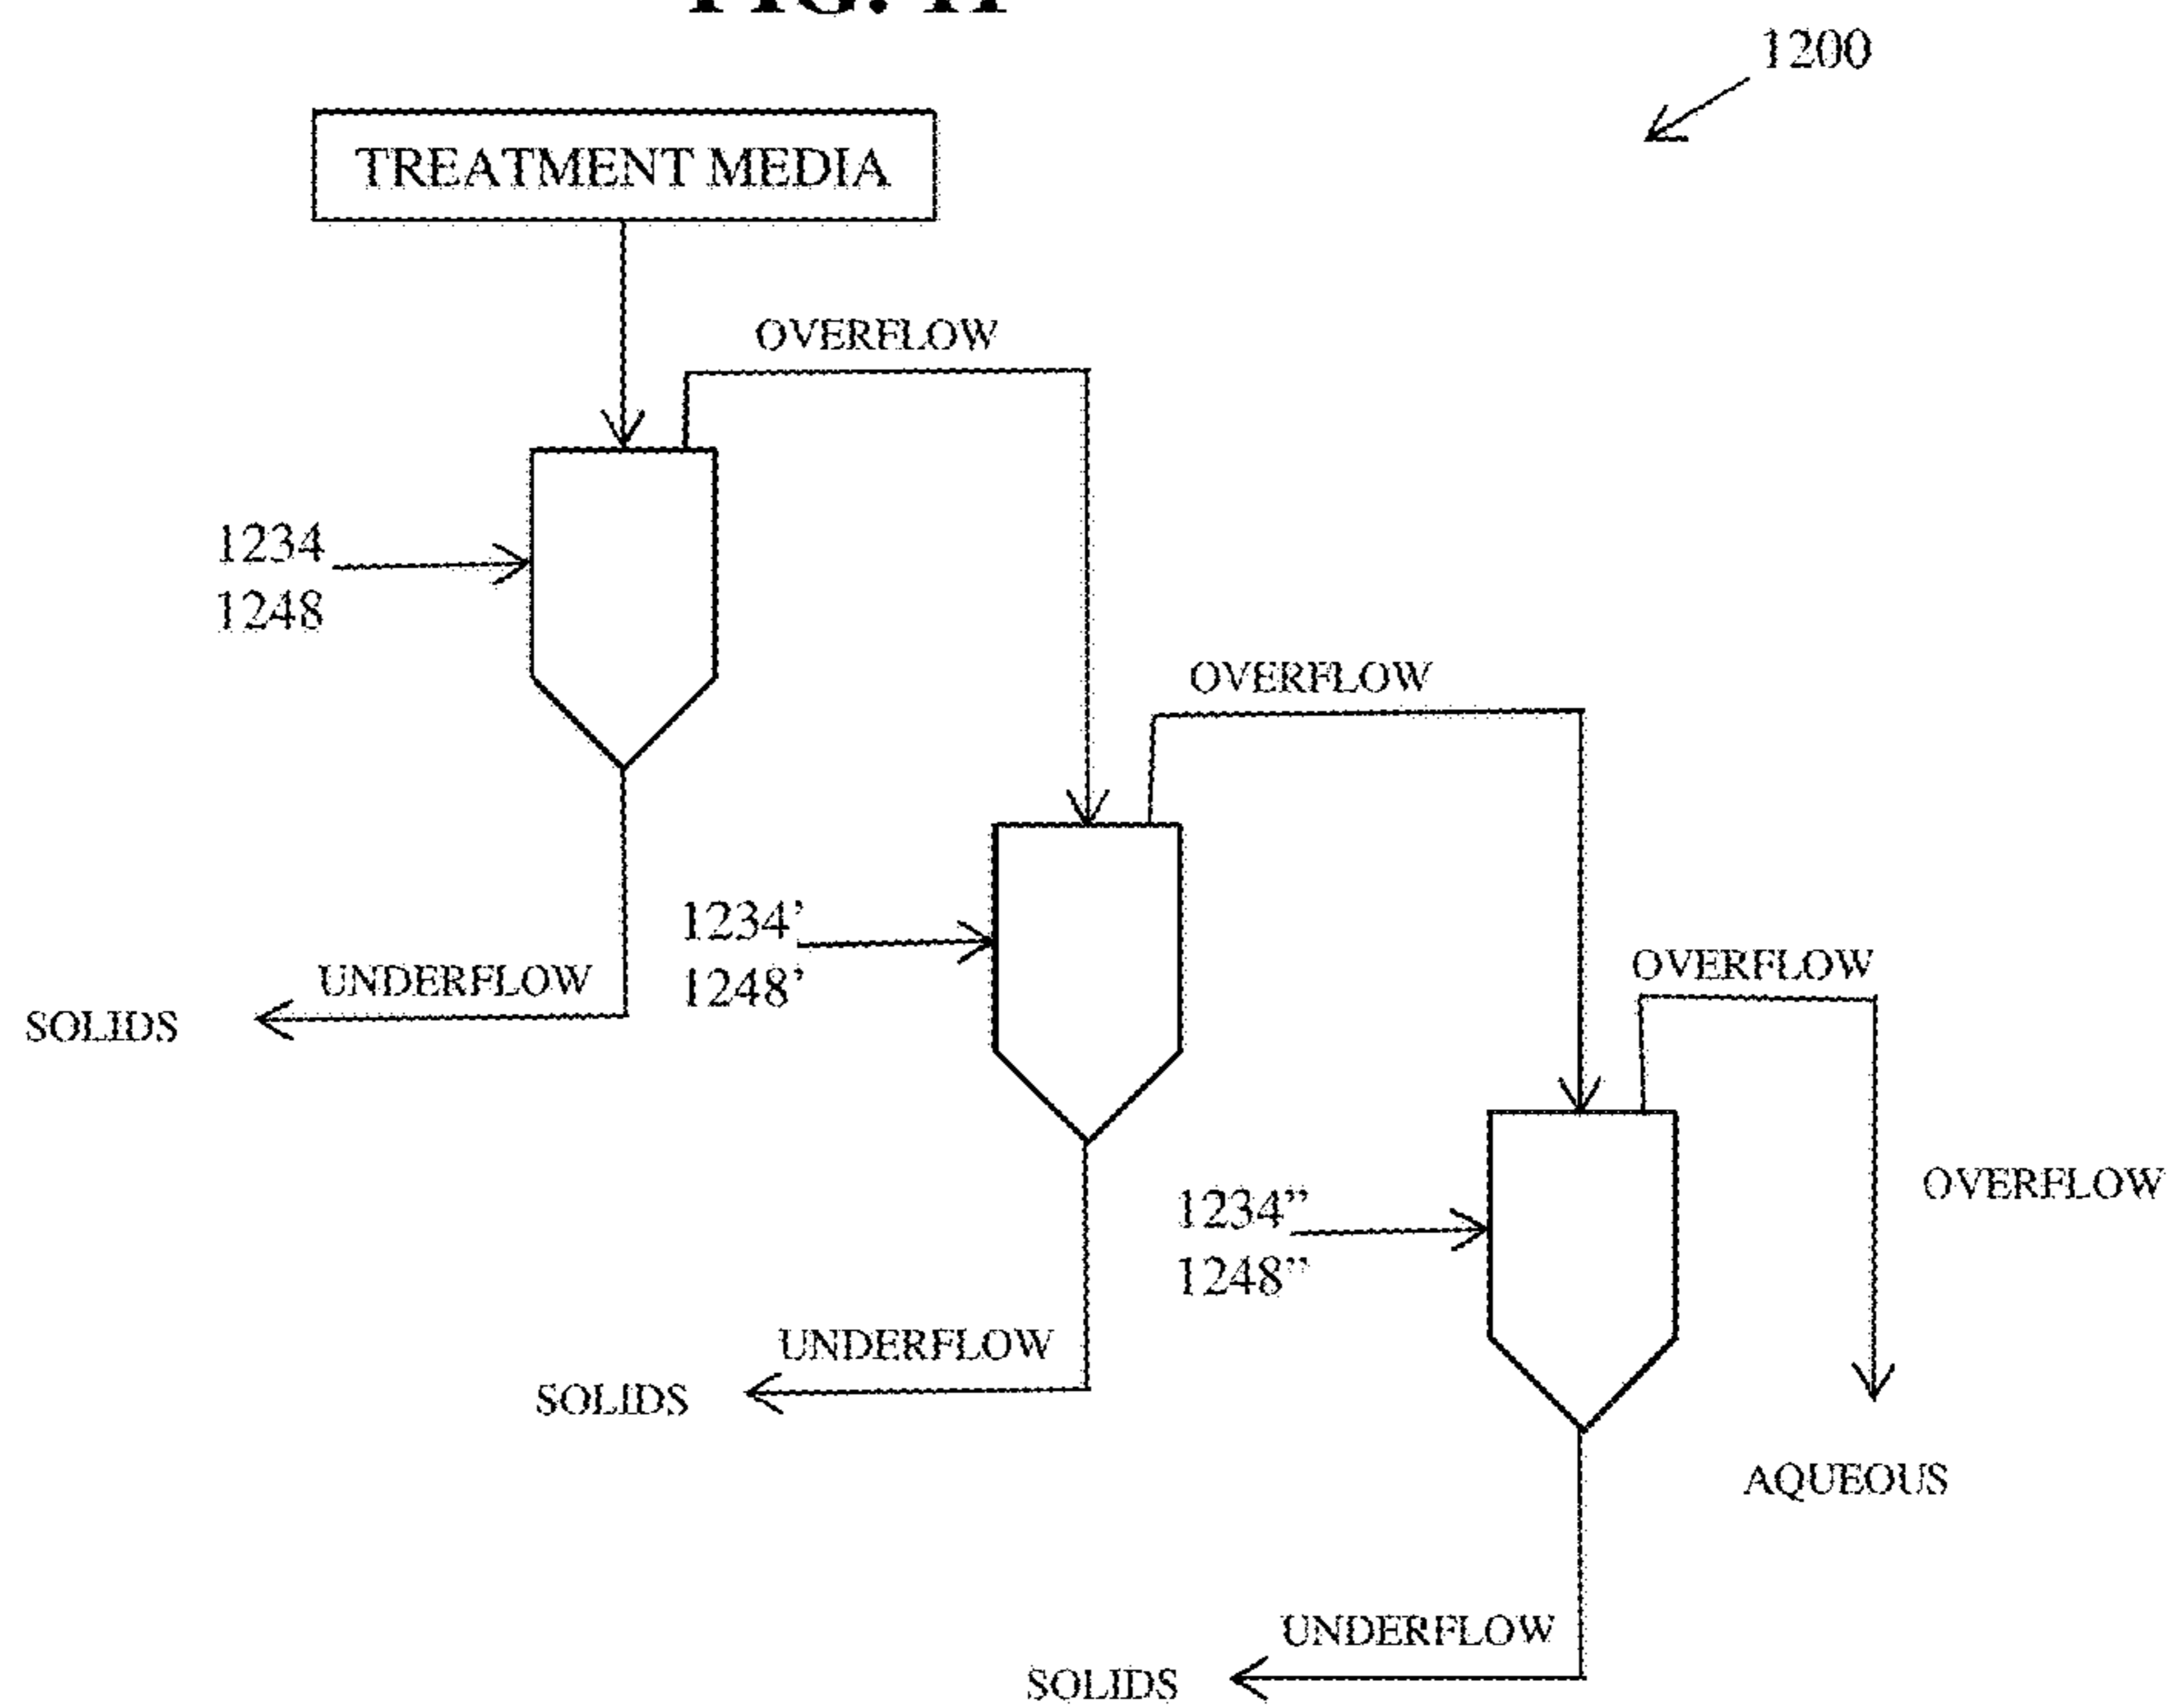 1200
TREATMENT MEDIA
OVERFLOW
1234
1248
OVERFLOW
1234’
1248’
UNDERFLOW
SOLIDS
OVERFLOW
OVERFLOW
1234”
1248”
UNDERFLOW
SOLIDS
AQUEOUS
UNDERFLOW
SOLIDS